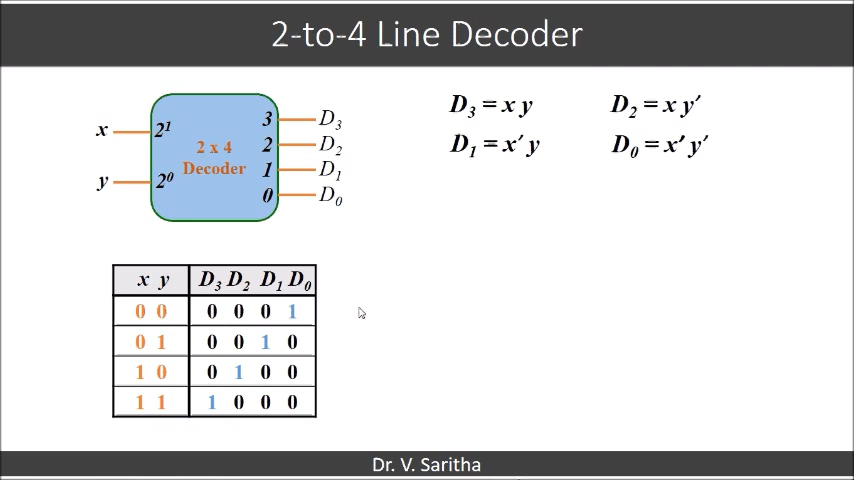 2-to-4 Line Decoder
x 2¹ 3 D₃
2 x 4 2 D₂
Decoder 1 D₁
y 2⁰ 0 D₀
D₃ = x y D₂ = x y′
D₁ = x′ y D₀ = x′ y′
x y D₃ D₂ D₁ D₀
0 0 0 0 0 1
0 1 0 0 1 0
1 0 0 1 0 0
1 1 1 0 0 0
Dr. V. Saritha